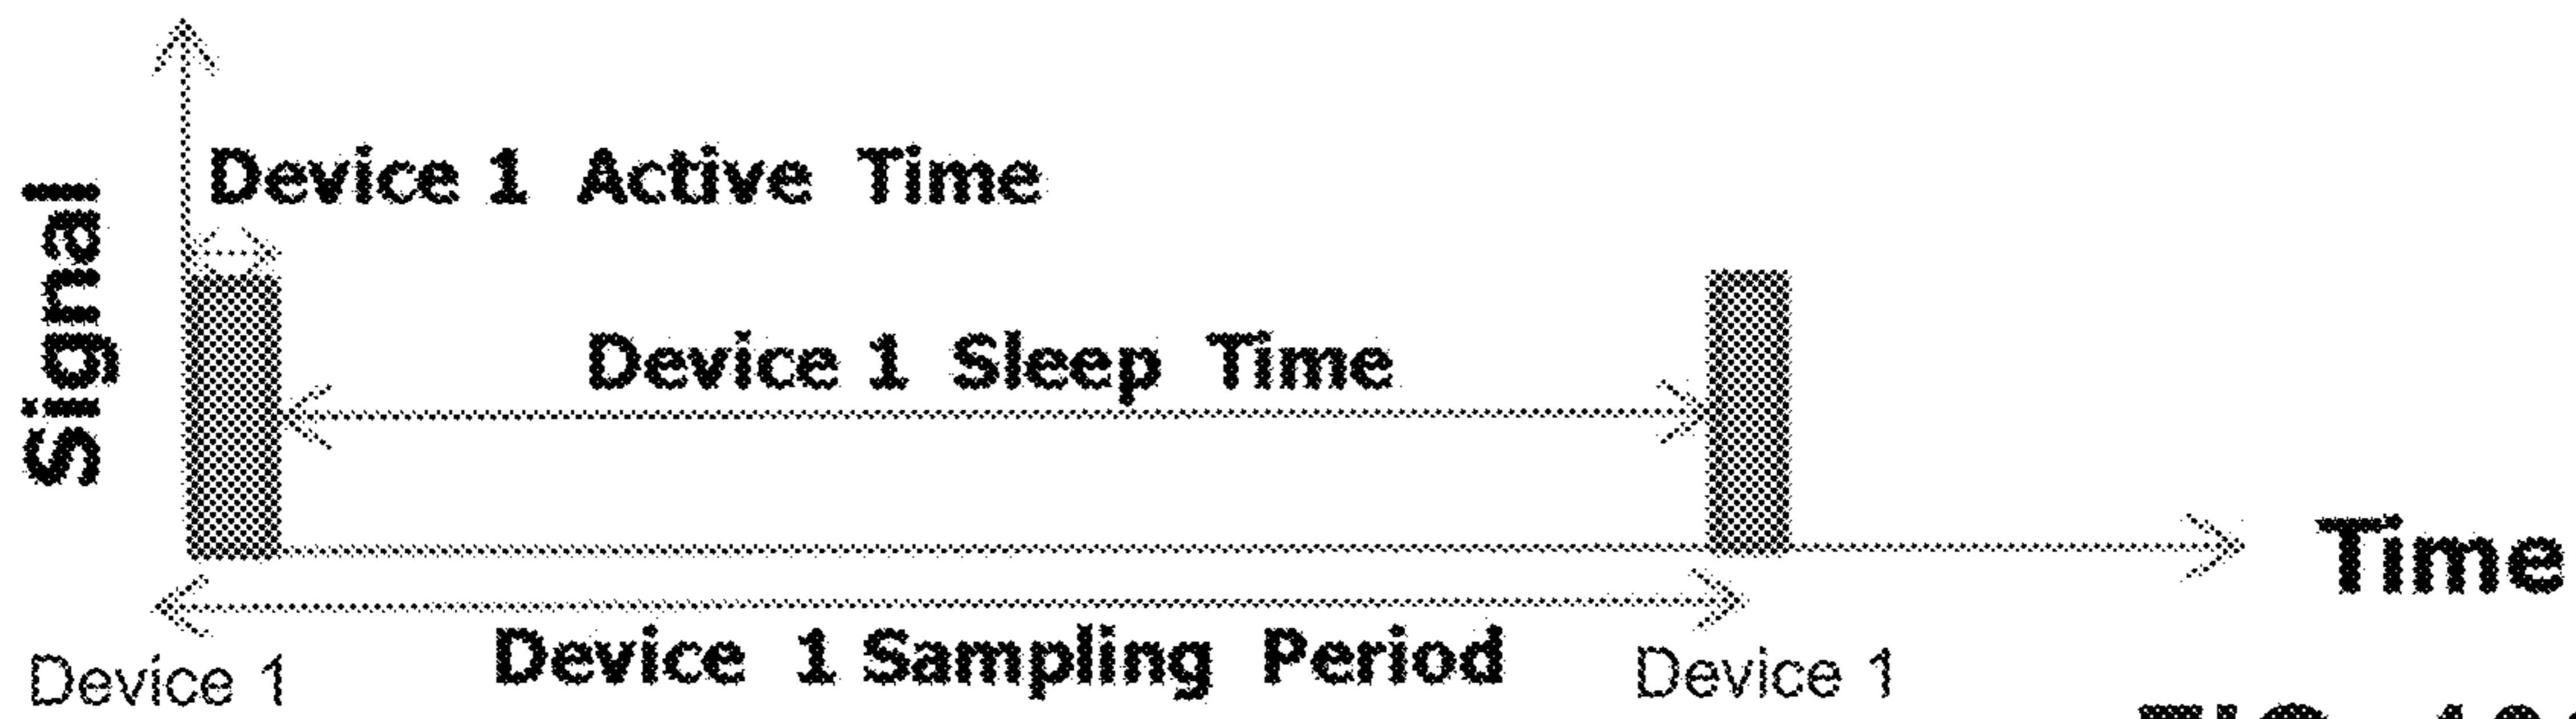 Signal
Device 1 Active Time
Device 1 Sleep Time
Time
Device 1 Sampling Period
Device 1
Device 1